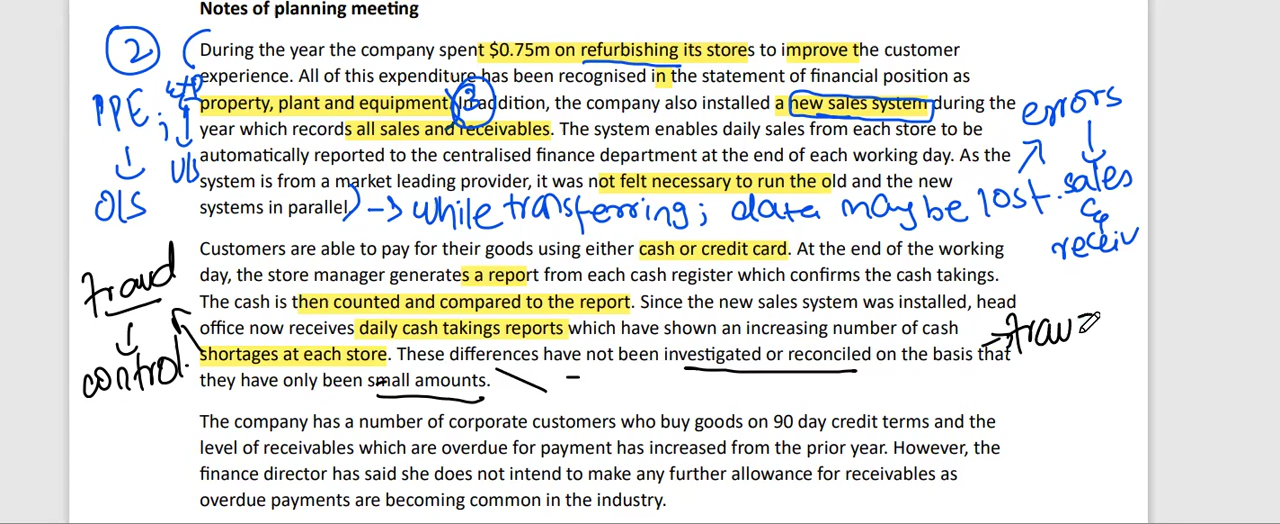 Notes of planning meeting
2
During the year the company spent $0.75m on refurbishing its stores to improve the customer
experience. All of this expenditure has been recognised in the statement of financial position as
PPE; exp
property, plant and equipment. In addition, the company also installed a new sales system during the
3
errors
year which records all sales and receivables. The system enables daily sales from each store to be
automatically reported to the centralised finance department at the end of each working day. As the
U/S
system is from a market leading provider, it was not felt necessary to run the old and the new
sales
O/S
systems in parallel. → while transferring; data may be lost.
&
receiv
Customers are able to pay for their goods using either cash or credit card. At the end of the working
fraud
day, the store manager generates a report from each cash register which confirms the cash takings.
The cash is then counted and compared to the report. Since the new sales system was installed, head
office now receives daily cash takings reports which have shown an increasing number of cash
control.
shortages at each store. These differences have not been investigated or reconciled on the basis that
they have only been small amounts.
The company has a number of corporate customers who buy goods on 90 day credit terms and the
level of receivables which are overdue for payment has increased from the prior year. However, the
finance director has said she does not intend to make any further allowance for receivables as
overdue payments are becoming common in the industry.